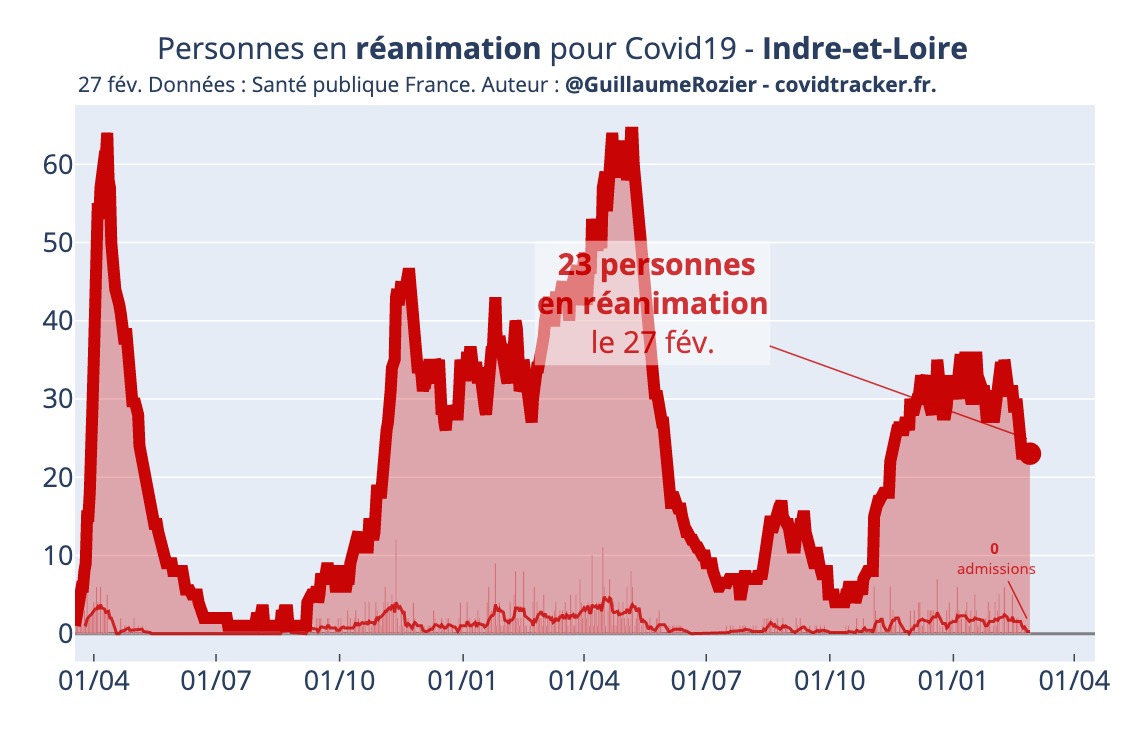 Personnes en réanimation pour Covid19 - Indre-et-Loire
27 fév. Données : Santé publique France. Auteur : @GuillaumeRozier - covidtracker.fr.
60
50
40
30
20
10
0
23 personnes
en réanimation
le 27 fév.
0
admissions
01/04 01/07 01/10 01/01 01/04 01/07 01/10 01/01 01/04